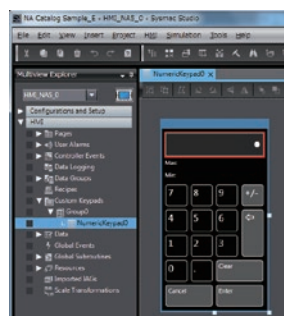 NA Catalog Sample_E - HMI_NA5_0 - Sysmac Studio
File Edit View Insert Project HMI Simulation Tools Help
Multiview Explorer
NumericKeypad0 x
HMI_NA5_0
Configurations and Setup
HMI
Pages
User Alarms
Controller Events
Data Logging
Data Groups
Recipes
Custom Keypads
Group0
NumericKeypad0
Data
Global Events
Global Subroutines
Resources
Imported IAGs
Scale Transformations
Max:
Min:
7 8 9 +/-
4 5 6
1 2 3
0 . Clear
Cancel Enter